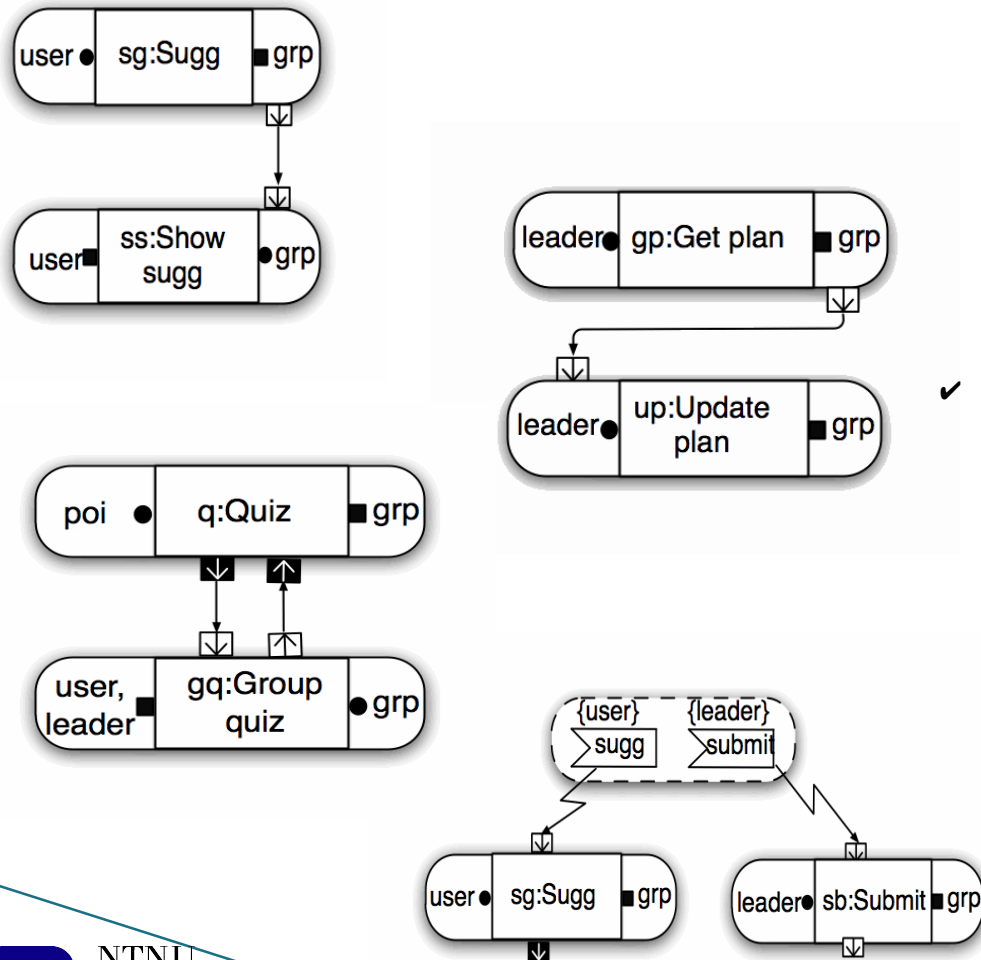 user sg:Sugg grp
user ss:Show
sugg grp
leader gp:Get plan grp
leader up:Update
plan grp
✔
poi q:Quiz grp
user,
leader gq:Group
quiz grp
{user} {leader}
sugg submit
user sg:Sugg grp
leader sb:Submit grp
NTNU